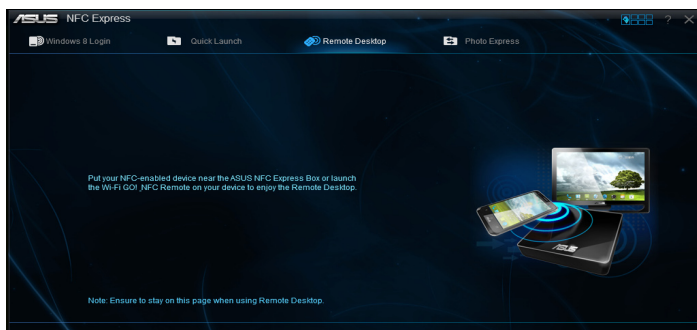 ASUS NFC Express
?
Windows 8 Login
Quick Launch
Remote Desktop
Photo Express
Put your NFC-enabled device near the ASUS NFC Express Box or launch
the Wi-Fi GO! ,NFC Remote on your device to enjoy the Remote Desktop.
ASUS
Note: Ensure to stay on this page when using Remote Desktop.